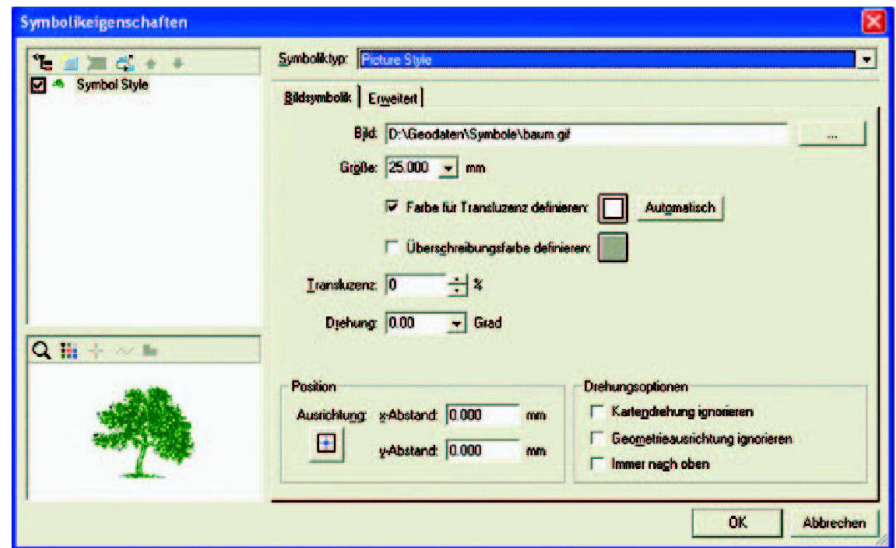 Symbolikeigenschaften
Symbol Style
Symboliktyp: Picture Style
Bildsymbolik Erweitert
Bild: D:\Geodaten\Symbole\baum.gif ...
Größe: 25.000 mm
Farbe für Transluzenz definieren: Automatisch
Überschreibungsfarbe definieren:
Transluzenz: 0 %
Drehung: 0.00 Grad
Position
Ausrichtung: x-Abstand: 0.000 mm
y-Abstand: 0.000 mm
Drehungsoptionen
Kartendrehung ignorieren
Geometrieausrichtung ignorieren
Immer nach oben
OK Abbrechen